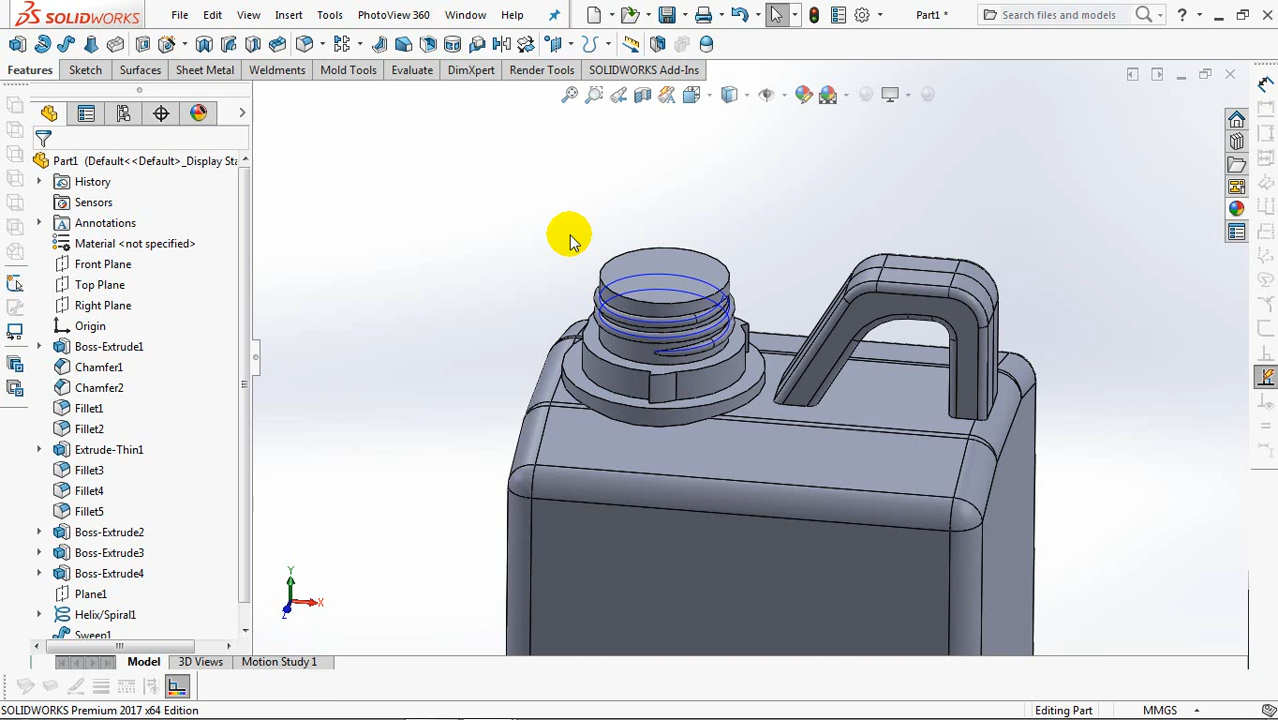 SOLIDWORKS File Edit View Insert Tools PhotoView 360 Window Help Part1 * Search files and models ?
Features Sketch Surfaces Sheet Metal Weldments Mold Tools Evaluate DimXpert Render Tools SOLIDWORKS Add-Ins
Part1 (Default<<Default>_Display Sta
History
Sensors
Annotations
Material <not specified>
Front Plane
Top Plane
Right Plane
Origin
Boss-Extrude1
Chamfer1
Chamfer2
Fillet1
Fillet2
Extrude-Thin1
Fillet3
Fillet4
Fillet5
Boss-Extrude2
Boss-Extrude3
Boss-Extrude4
Plane1
Helix/Spiral1
Sweep1
Y
X
Z
Model 3D Views Motion Study 1
SOLIDWORKS Premium 2017 x64 Edition Editing Part MMGS